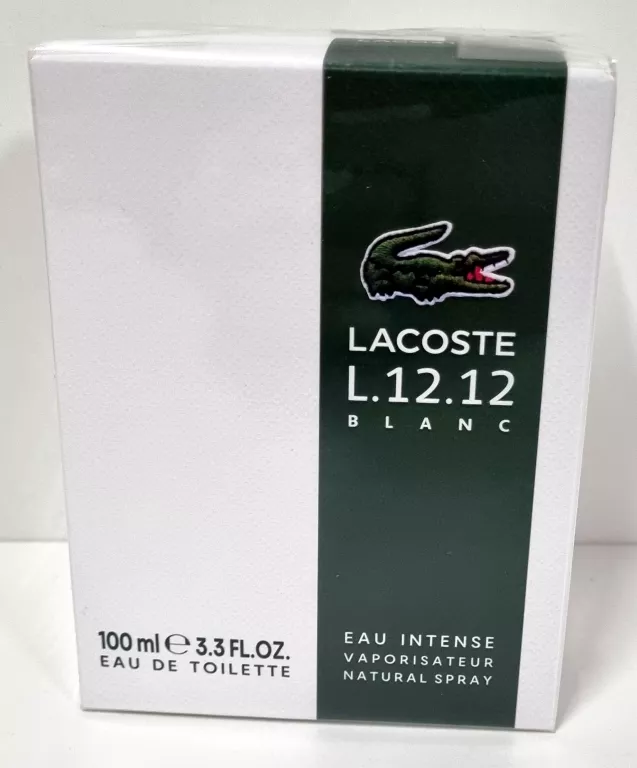 LACOSTE
L.12.12
BLANC
100 ml ℮ 3.3 FL.OZ.
EAU DE TOILETTE
EAU INTENSE
VAPORISATEUR
NATURAL SPRAY